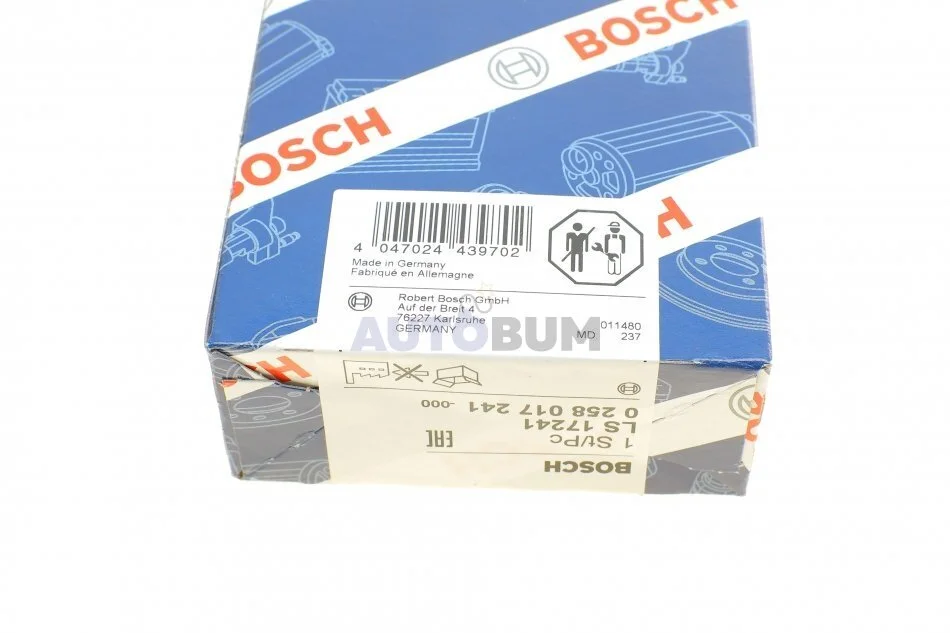 BOSCH
BOSCH
H
4 047024 439702
Made in Germany
Fabriqué en Allemagne
Robert Bosch GmbH
Auf der Breit 4
76227 Karlsruhe
GERMANY
011480
MD 237
AUTOBUM
BOSCH
1 St/Pc
LS 17241
0 258 017 241 -000
EAC